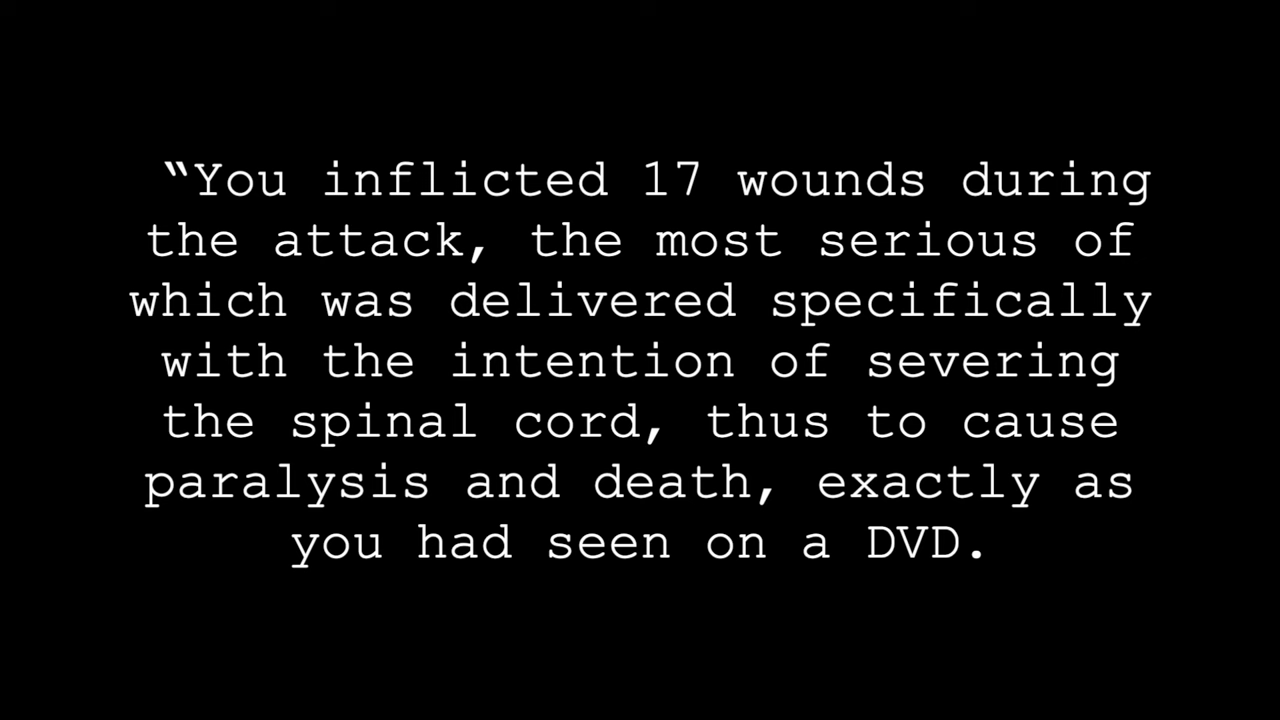 “You inflicted 17 wounds during
the attack, the most serious of
which was delivered specifically
with the intention of severing
the spinal cord, thus to cause
paralysis and death, exactly as
you had seen on a DVD.